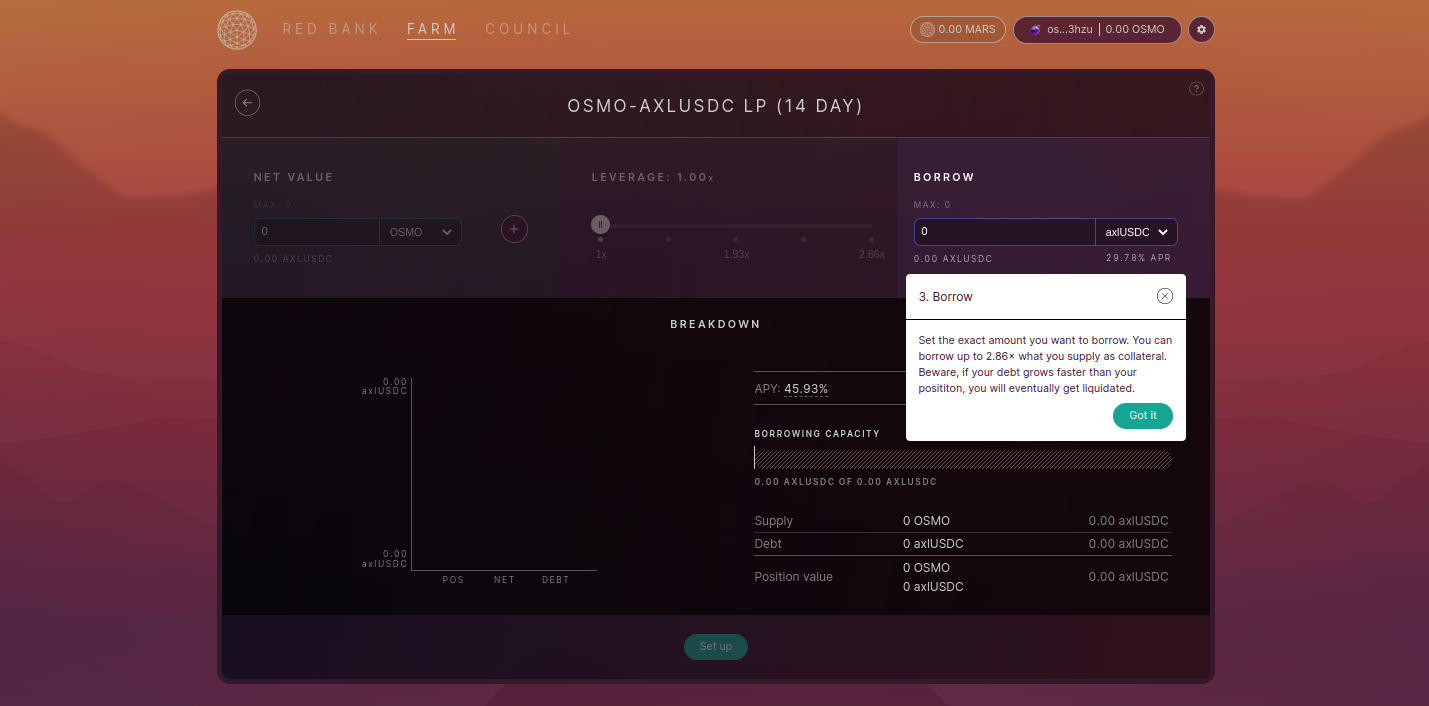 RED BANK
FARM
COUNCIL
0.00 MARS
os...3hzu | 0.00 OSMO
OSMO-AXLUSDC LP (14 DAY)
?
NET VALUE
MAX: 0
0
OSMO
0.00 AXLUSDC
LEVERAGE: 1.00x
1x
1.93x
2.86x
BORROW
MAX: 0
0
axlUSDC
0.00 AXLUSDC
29.78% APR
3. Borrow
Set the exact amount you want to borrow. You can
borrow up to 2.86× what you supply as collateral.
Beware, if your debt grows faster than your
posititon, you will eventually get liquidated.
Got it
BREAKDOWN
0.00
axlUSDC
0.00
axlUSDC
POS
NET
DEBT
APY: 45.93%
BORROWING CAPACITY
0.00 AXLUSDC OF 0.00 AXLUSDC
Supply
0 OSMO
0.00 axlUSDC
Debt
0 axlUSDC
0.00 axlUSDC
Position value
0 OSMO
0 axlUSDC
0.00 axlUSDC
Set up